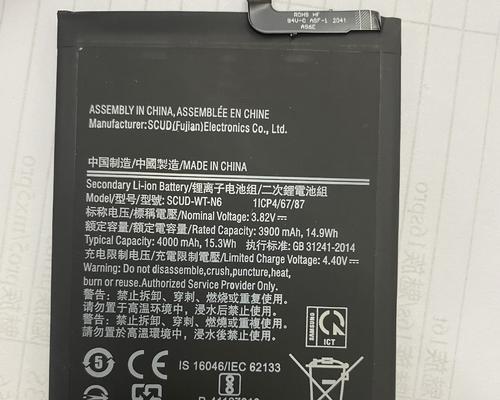 ROHS HF
94V-0 ASF-1 2041
ASSEMBLY IN CHINA, ASSEMBLÉE EN CHINE
Manufacturer:SCUD(Fujian)Electronics Co., Ltd.
中国制造/中國製造/MADE IN CHINA
Secondary Li-ion Battery/锂离子电池组/二次鋰電池組
Model/型号/型號: SCUD-WT-N6 1ICP4/67/87
标称电压/標稱電壓/Nominal Voltage: 3.82V⎓
额定容量/額定容量/Rated Capacity: 3900 mAh, 14.9Wh
Typical Capacity: 4000 mAh, 15.3Wh 执行标准: GB 31241-2014
充电限制电压/充電限制電壓/Limited Charge Voltage: 4.40V⎓
Warning: Do not disassemble,crush,puncture,heat,
burn or reuse.Authorized Service Provider Only.
警告: 禁止拆卸、穿刺、燃烧或重复使用。
请勿置于高温环境中，浸水后禁止使用。
警告: 禁止拆卸、穿刺、燃燒或重複使用。
請勿置於高溫環境中，浸水後禁止使用。
SAMSUNG
ICT
5
CE
IS 16046/IEC 62133